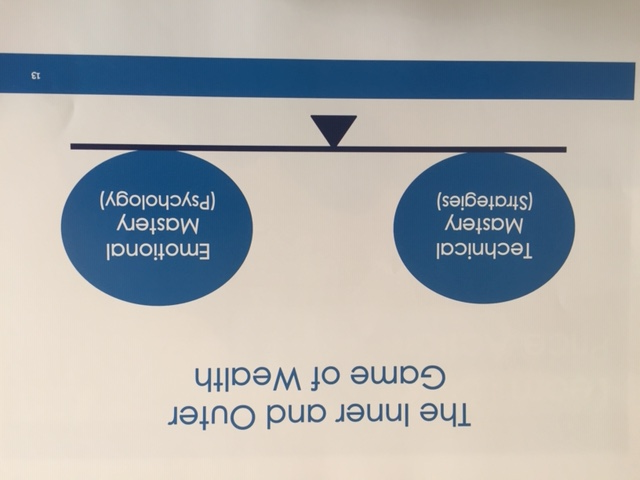 The Inner and Outer
Game of Wealth
Technical
Mastery
(Strategies)
Emotional
Mastery
(Psychology)
13